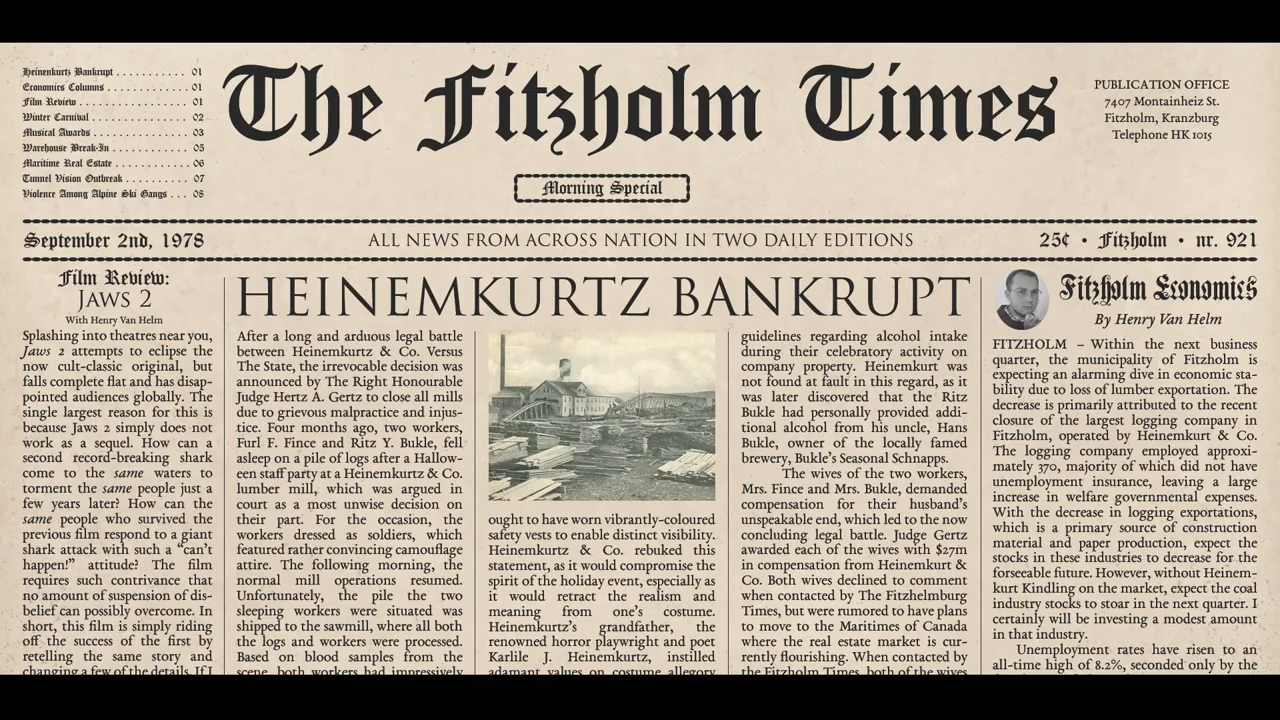 Heinenkurtz Bankrupt . . . . . . . . . . . 01
Economics Columns . . . . . . . . . . . . 01
Film Review . . . . . . . . . . . . . . . . . 01
Winter Carnival . . . . . . . . . . . . . . 02
Musical Awards . . . . . . . . . . . . . . 03
Warehouse Break-In . . . . . . . . . . . 05
Maritime Real Estate . . . . . . . . . . . 06
Tunnel Vision Outbreak . . . . . . . . . 07
Violence Among Alpine Ski Gangs . . . 08
The Fitzholm Times
Morning Special
PUBLICATION OFFICE
7407 Montainheiz St.
Fitzholm, Kranzburg
Telephone HK 1015
September 2nd, 1978
ALL NEWS FROM ACROSS NATION IN TWO DAILY EDITIONS
25¢ • Fitzholm • nr. 921
Film Review:
JAWS 2
With Henry Van Helm
Splashing into theatres near you,
Jaws 2 attempts to eclipse the
now cult-classic original, but
falls complete flat and has disap-
pointed audiences globally. The
single largest reason for this is
because Jaws 2 simply does not
work as a sequel. How can a
second record-breaking shark
come to the same waters to
torment the same people just a
few years later? How can the
same people who survived the
previous film respond to a giant
shark attack with such a “can’t
happen!” attitude? The film
requires such contrivance that
no amount of suspension of dis-
belief can possibly overcome. In
short, this film is simply riding
off the success of the first by
retelling the same story and
changing a few of the details. If I
HEINEMKURTZ BANKRUPT
After a long and arduous legal battle
between Heinemkurtz & Co. Versus
The State, the irrevocable decision was
announced by The Right Honourable
Judge Hertz A. Gertz to close all mills
due to grievous malpractice and injus-
tice. Four months ago, two workers,
Furl F. Fince and Ritz Y. Bukle, fell
asleep on a pile of logs after a Hallow-
een staff party at a Heinemkurtz & Co.
lumber mill, which was argued in
court as a most unwise decision on
their part. For the occasion, the
workers dressed as soldiers, which
featured rather convincing camouflage
attire. The following morning, the
normal mill operations resumed.
Unfortunately, the pile the two
sleeping workers were situated was
shipped to the sawmill, where all both
the logs and workers were processed.
Based on blood samples from the
scene, both workers had impressively
ought to have worn vibrantly-coloured
safety vests to enable distinct visibility.
Heinemkurtz & Co. rebuked this
statement, as it would compromise the
spirit of the holiday event, especially as
it would retract the realism and
meaning from one’s costume.
Heinemkurtz’s grandfather, the
renowned horror playwright and poet
Karlile J. Heinemkurtz, instilled
adamant values on costume allegory
guidelines regarding alcohol intake
during their celebratory activity on
company property. Heinemkurt was
not found at fault in this regard, as it
was later discovered that the Ritz
Bukle had personally provided addi-
tional alcohol from his uncle, Hans
Bukle, owner of the locally famed
brewery, Bukle’s Seasonal Schnapps.
The wives of the two workers,
Mrs. Fince and Mrs. Bukle, demanded
compensation for their husband’s
unspeakable end, which led to the now
concluding legal battle. Judge Gertz
awarded each of the wives with $27m
in compensation from Heinemkurt &
Co. Both wives declined to comment
when contacted by The Fitzhelmburg
Times, but were rumored to have plans
to move to the Maritimes of Canada
where the real estate market is cur-
rently flourishing. When contacted by
the Fitzholm Times, both of the wives
Fitzholm Economics
By Henry Van Helm
FITZHOLM – Within the next business
quarter, the municipality of Fitzholm is
expecting an alarming dive in economic sta-
bility due to loss of lumber exportation. The
decrease is primarily attributed to the recent
closure of the largest logging company in
Fitzholm, operated by Heinemkurt & Co.
The logging company employed approxi-
mately 370, majority of which did not have
unemployment insurance, leaving a large
increase in welfare governmental expenses.
With the decrease in logging exportations,
which is a primary source of construction
material and paper production, expect the
stocks in these industries to decrease for the
forseeable future. However, without Heinem-
kurt Kindling on the market, expect the coal
industry stocks to stoar in the next quarter. I
certainly will be investing a modest amount
in that industry.
Unemployment rates have risen to an
all-time high of 8.2%, seconded only by the